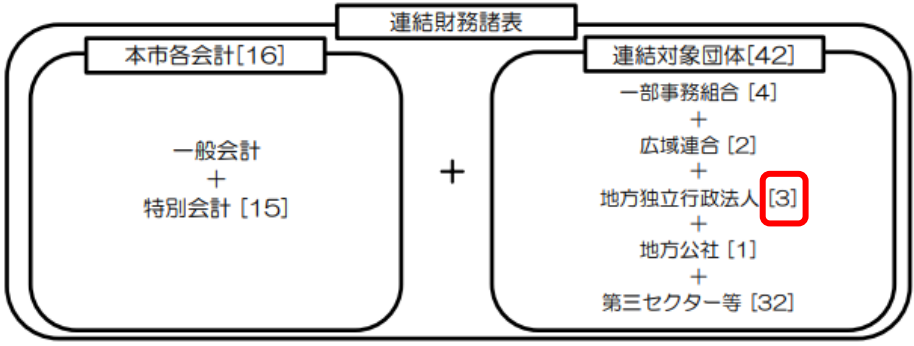 連結財務諸表
本市各会計[16]
一般会計
+
特別会計 [15]
+
連結対象団体[42]
一部事務組合 [4]
+
広域連合 [2]
+
地方独立行政法人 [3]
+
地方公社 [1]
+
第三セクター等 [32]